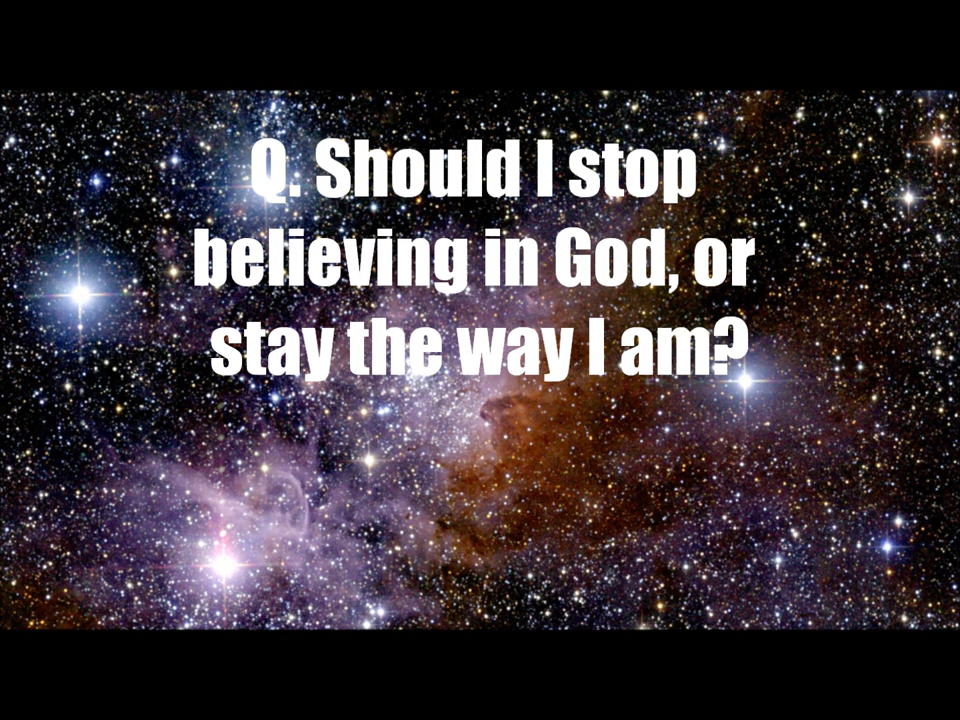 Q. Should I stop
believing in God, or
stay the way I am?